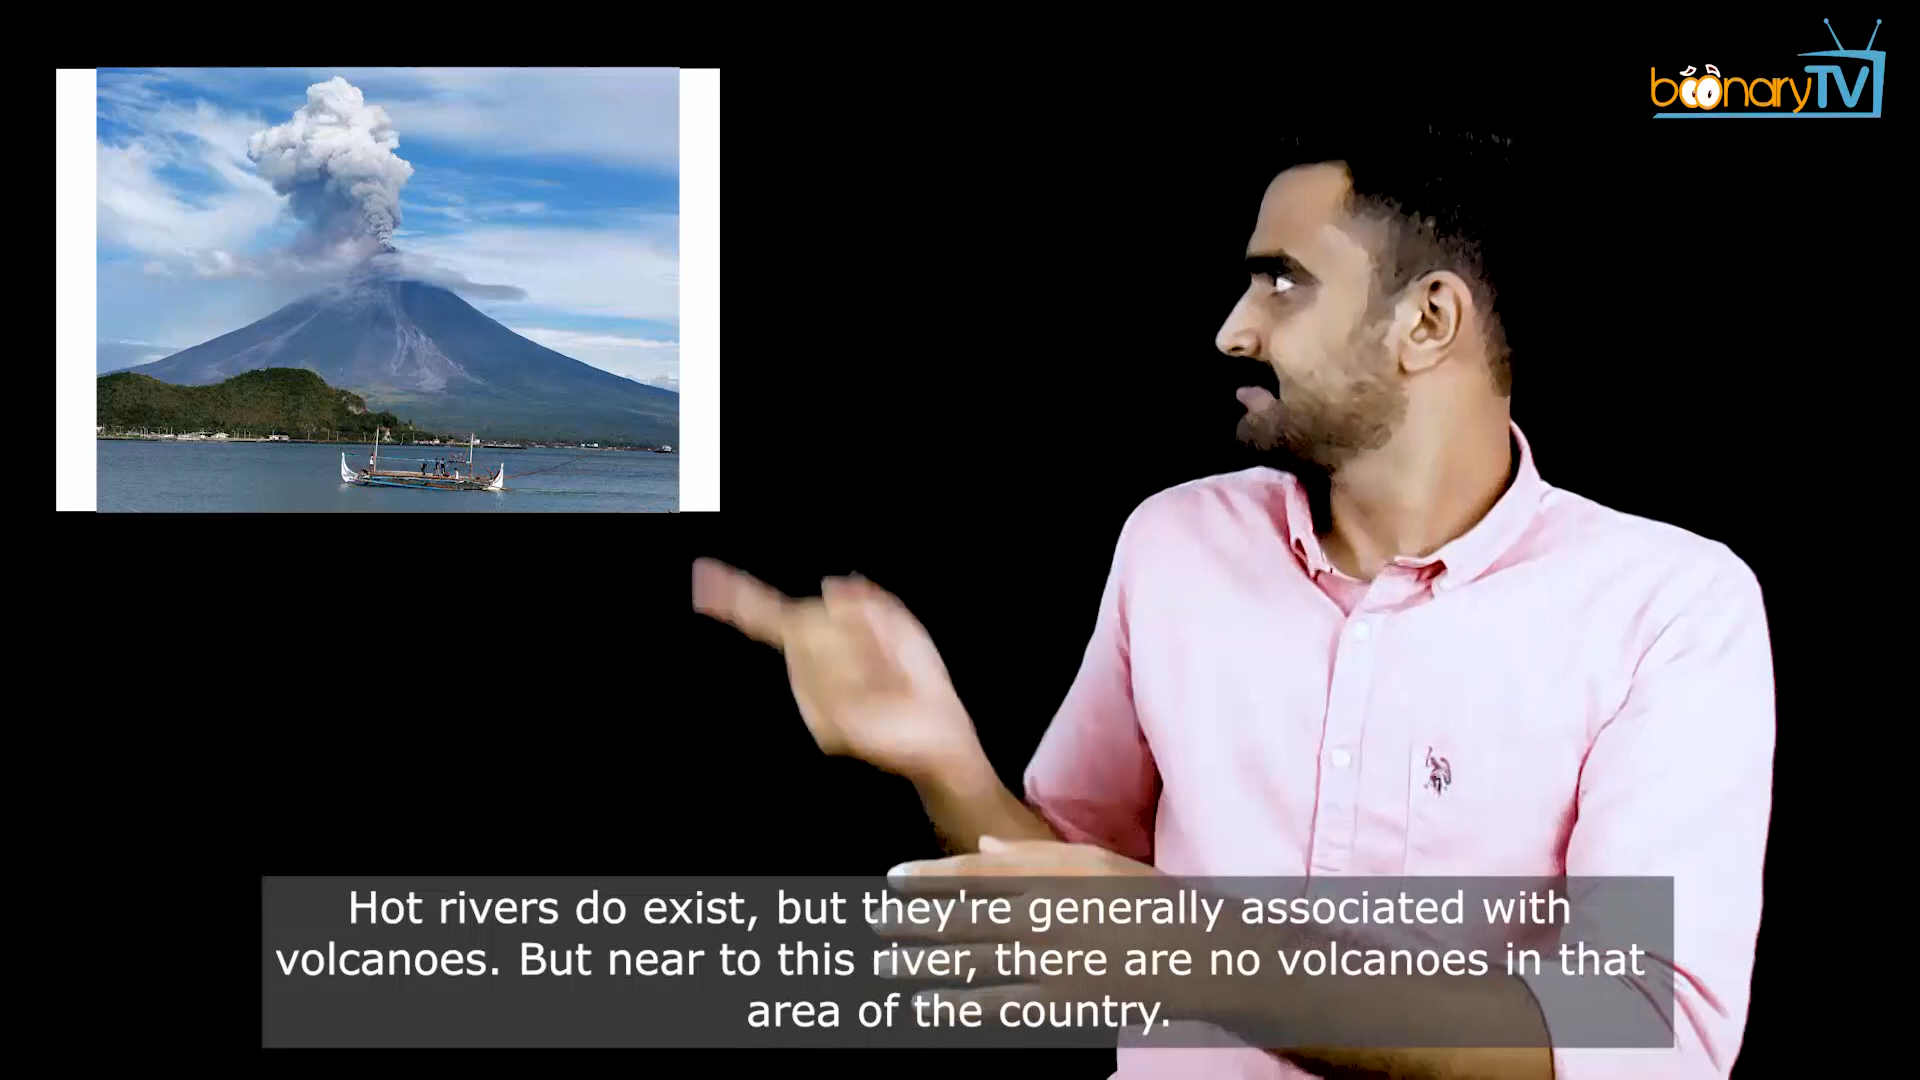 boonaryTV
Hot rivers do exist, but they're generally associated with
volcanoes. But near to this river, there are no volcanoes in that
area of the country.